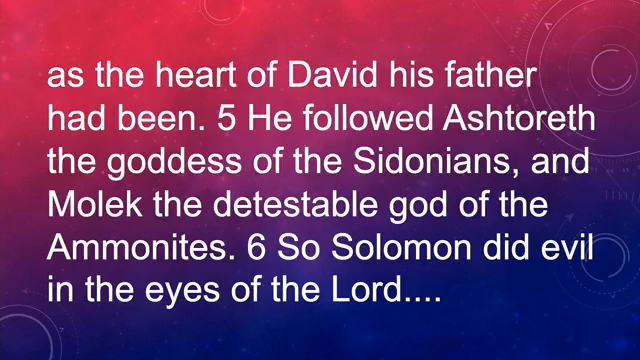 as the heart of David his father
had been. 5 He followed Ashtoreth
the goddess of the Sidonians, and
Molek the detestable god of the
Ammonites. 6 So Solomon did evil
in the eyes of the Lord....